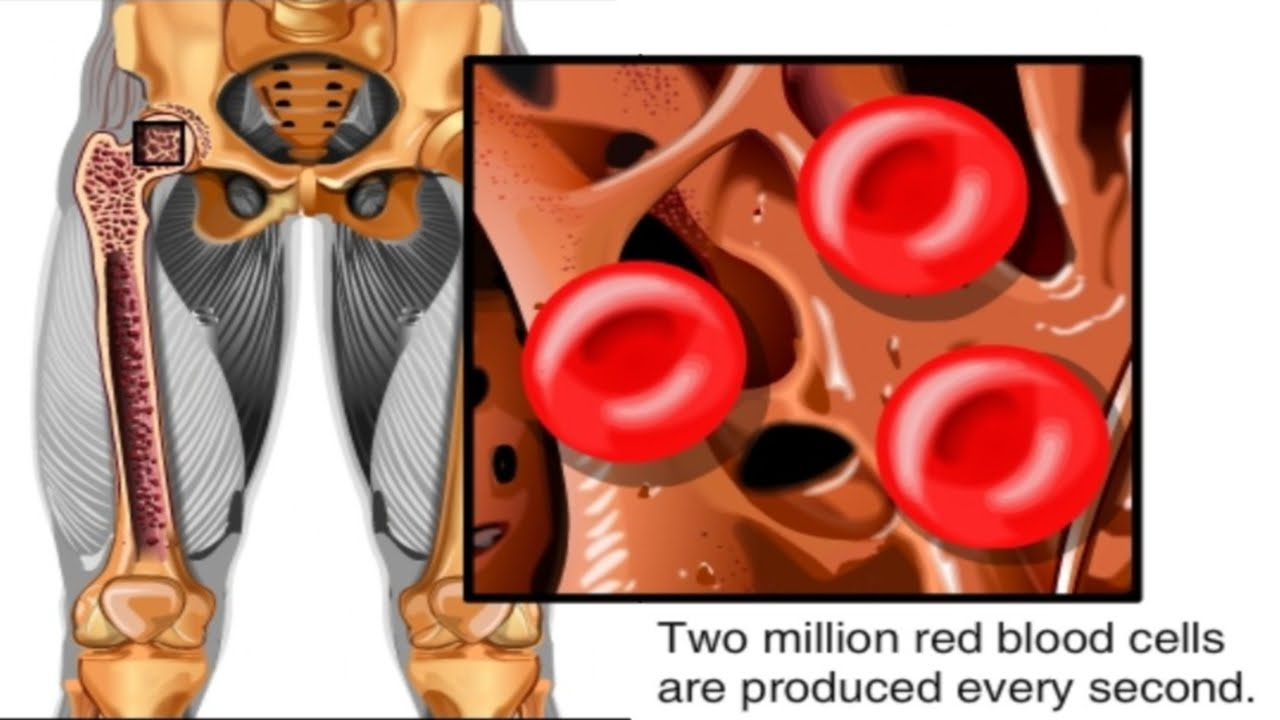 Two million red blood cells
are produced every second.